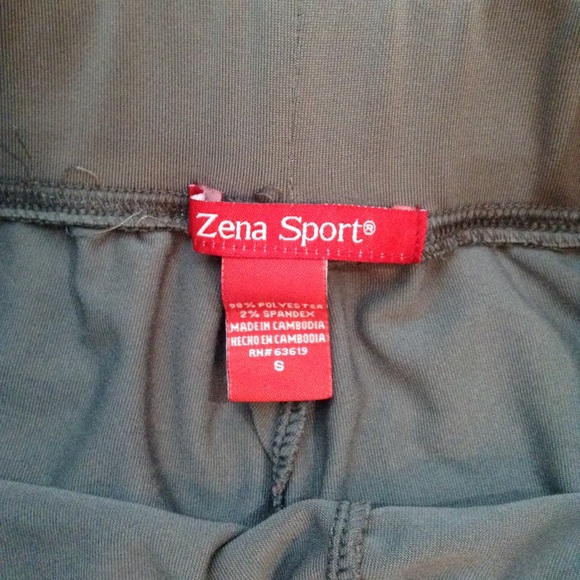 Zena Sport®
98% POLYESTER
2% SPANDEX
MADE IN CAMBODIA
HECHO EN CAMBODIA
RN# 63619
S